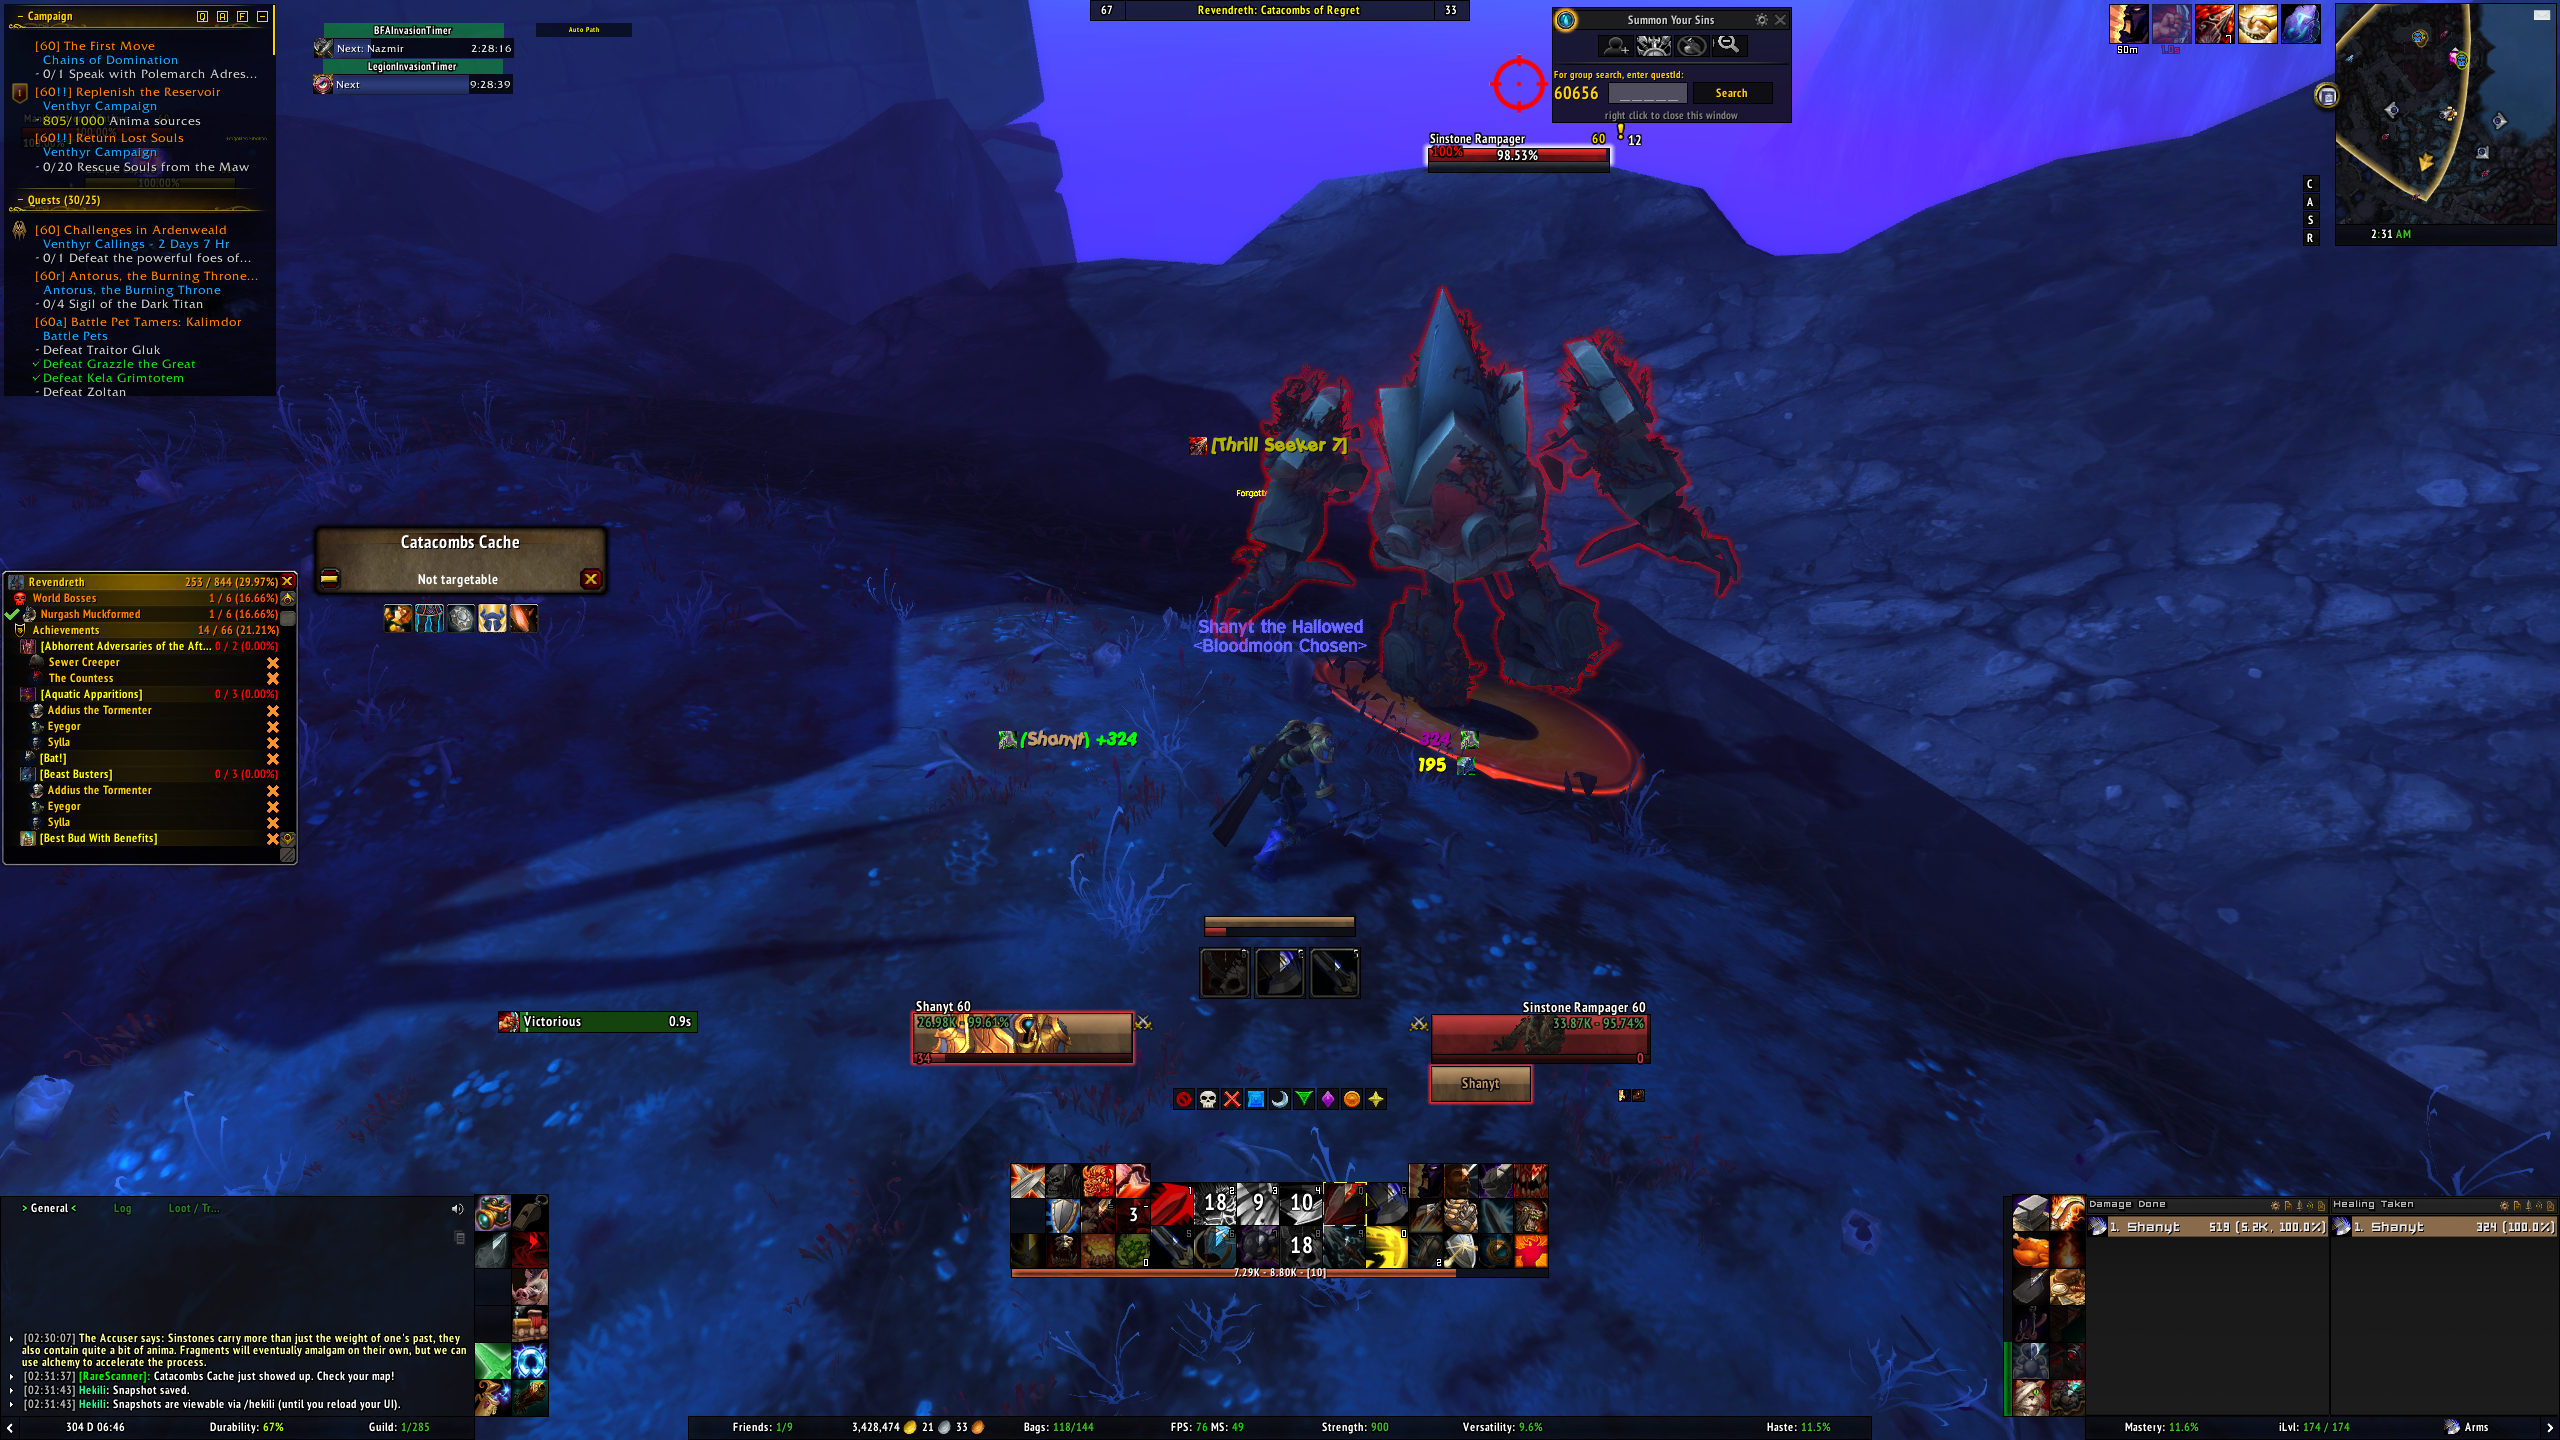 – Campaign
Q A F –
[60] The First Move
Chains of Domination
- 0/1 Speak with Polemarch Adres...
[60!!] Replenish the Reservoir
Venthyr Campaign
- 805/1000 Anima sources
[60!!] Return Lost Souls
Venthyr Campaign
- 0/20 Rescue Souls from the Maw
100.00%
– Quests (30/25)
[60] Challenges in Ardenweald
Venthyr Callings - 2 Days 7 Hr
- 0/1 Defeat the powerful foes of...
[60r] Antorus, the Burning Throne...
Antorus, the Burning Throne
- 0/4 Sigil of the Dark Titan
[60a] Battle Pet Tamers: Kalimdor
Battle Pets
- Defeat Traitor Gluk
Defeat Grazzle the Great
Defeat Kela Grimtotem
- Defeat Zoltan
BFAInvasionTimer
Next: Nazmir 2:28:16
LegionInvasionTimer
Next 9:28:39
Auto Path
67 Revendreth: Catacombs of Regret 33
Summon Your Sins
For group search, enter questId:
60656 _ _ _ _ _ Search
right click to close this window
Sinstone Rampager 60 12
100% 98.53%
50m 1.0s 7
C
A
S
R
2:31 AM
[Thrill Seeker 7]
Forgott
Catacombs Cache
Not targetable
Shanyt the Hallowed
<Bloodmoon Chosen>
(Shanyt) +324
324
195
Revendreth 253 / 844 (29.97%)
World Bosses 1 / 6 (16.66%)
Nurgash Muckformed 1 / 6 (16.66%)
Achievements 14 / 66 (21.21%)
[Abhorrent Adversaries of the Aft... 0 / 2 (0.00%)
Sewer Creeper
The Countess
[Aquatic Apparitions] 0 / 3 (0.00%)
Addius the Tormenter
Eyegor
Sylla
[Bat!]
[Beast Busters] 0 / 3 (0.00%)
Addius the Tormenter
Eyegor
Sylla
[Best Bud With Benefits]
Victorious 0.9s
Shanyt 60
26.98K - 99.61%
34
Sinstone Rampager 60
33.87K - 95.74%
0
Shanyt
18 9 10
3
18
7.29K - 8.80K - [10]
> General < Log Loot / Tr...
[02:30:07] The Accuser says: Sinstones carry more than just the weight of one's past, they
also contain quite a bit of anima. Fragments will eventually amalgam on their own, but we can
use alchemy to accelerate the process.
[02:31:37] [RareScanner]: Catacombs Cache just showed up. Check your map!
[02:31:43] Hekili: Snapshot saved.
[02:31:43] Hekili: Snapshots are viewable via /hekili (until you reload your UI).
Damage Done
1. Shanyt 519 (5.2K, 100.0%)
Healing Taken
1. Shanyt 324 (100.0%)
304 D 06:46 Durability: 67% Guild: 1/285
Friends: 1/9 3,428,474 21 33 Bags: 118/144 FPS: 76 MS: 49 Strength: 900 Versatility: 9.6% Haste: 11.5%
Mastery: 11.6% iLvl: 174 / 174 Arms